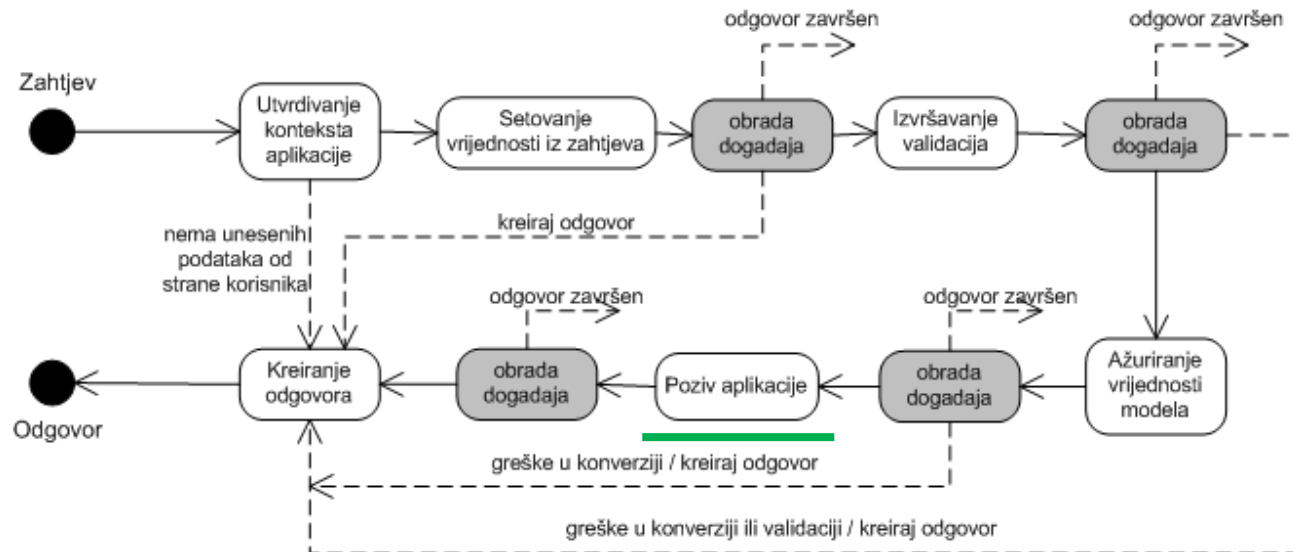 odgovor završen
odgovor završen
Zahtjev
Utvrdivanje
konteksta
aplikacije
Setovanje
vrijednosti iz zahtjeva
obrada
dogadaja
Izvršavanje
validacija
obrada
dogadaja
kreiraj odgovor
nema unesenih
podataka od
strane korisnika
odgovor završen
odgovor završen
Kreiranje
odgovora
obrada
dogadaja
Poziv aplikacije
obrada
dogadaja
Ažuriranje
vrijednosti
modela
Odgovor
greške u konverziji / kreiraj odgovor
greške u konverziji ili validaciji / kreiraj odgovor